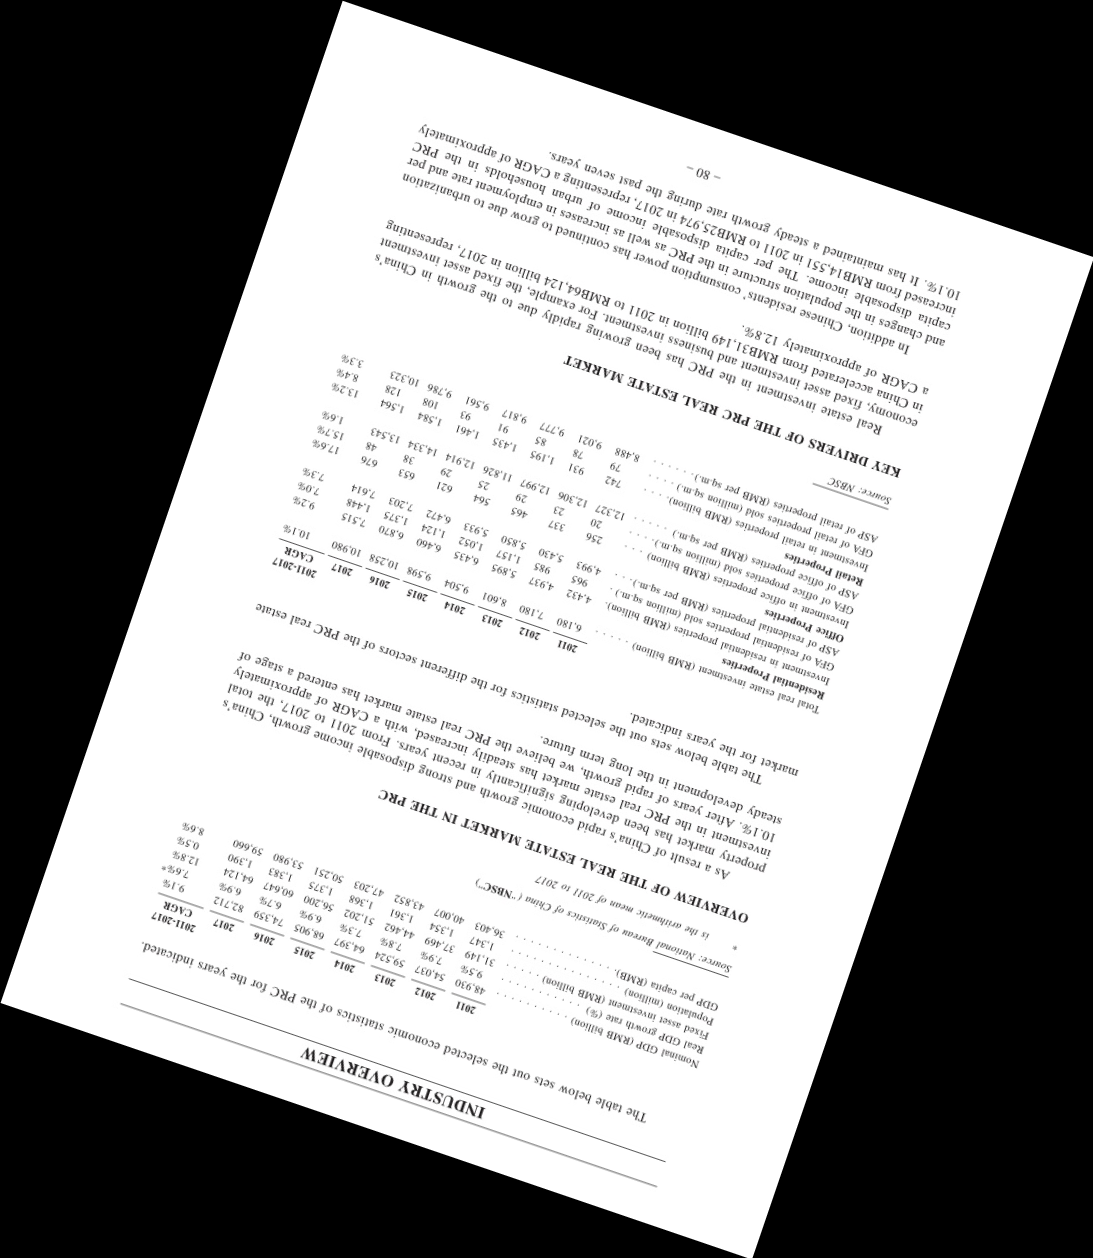 INDUSTRY OVERVIEW
The table below sets out the selected economic statistics of the PRC for the years indicated.
2011 2012 2013 2014 2015 2016 2017 2011-2017 CAGR
Nominal GDP (RMB billion) . . . . . . . . . 48,930 54,037 59,524 64,397 68,905 74,359 82,712 9.1%
Real GDP growth rate (%) . . . . . . . . . . 9.5% 7.9% 7.8% 7.3% 6.9% 6.7% 6.9% 7.6%*
Fixed asset investment (RMB billion) . . . . . 31,149 37,469 44,462 51,202 56,200 60,647 64,124 12.8%
Population (million) . . . . . . . . . . . . . 1,347 1,354 1,361 1,368 1,375 1,383 1,390 0.5%
GDP per capita (RMB) . . . . . . . . . . . . . 36,403 40,007 43,852 47,203 50,251 53,980 59,660 8.6%
Source: National Bureau of Statistics of China ("NBSC")
* is the arithmetic mean of 2011 to 2017
OVERVIEW OF THE REAL ESTATE MARKET IN THE PRC
As a result of China's rapid economic growth and strong disposable income growth, China's
property market has been developing significantly in recent years. From 2011 to 2017, the total
investment in the PRC real estate market has steadily increased, with a CAGR of approximately
10.1%. After years of rapid growth, we believe the PRC real estate market has entered a stage of
steady development in the long term future.
The table below sets out the selected statistics for the different sectors of the PRC real estate
market for the years indicated.
2011 2012 2013 2014 2015 2016 2017 2011-2017 CAGR
Total real estate investment (RMB billion) . . . . . 6,180 7,180 8,601 9,504 9,598 10,258 10,980 10.1%
Residential Properties
Investment in residential properties (RMB billion). 4,432 4,937 5,895 6,435 6,460 6,870 7,515 9.2%
GFA of residential properties sold (million sq.m.) . 965 985 1,157 1,052 1,124 1,375 1,448 7.0%
ASP of residential properties (RMB per sq.m.). . . 4,993 5,430 5,850 5,933 6,472 7,203 7,614 7.3%
Office Properties
Investment in office properties (RMB billion) . . . 256 337 465 564 621 653 676 17.6%
GFA of office properties sold (million sq.m.). . . . 20 23 29 25 29 38 48 15.7%
ASP of office properties (RMB per sq.m.) . . . . . 12,327 12,306 12,997 11,826 12,914 14,334 13,543 1.6%
Retail Properties
Investment in retail properties (RMB billion). . . . 742 931 1,195 1,435 1,461 1,584 1,564 13.2%
GFA of retail properties sold (million sq.m.) . . . . 79 78 85 91 93 108 128 8.4%
ASP of retail properties (RMB per sq.m.). . . . . . 8,488 9,021 9,777 9,817 9,561 9,786 10,323 3.3%
Source: NBSC
KEY DRIVERS OF THE PRC REAL ESTATE MARKET
Real estate investment in the PRC has been growing rapidly due to the growth in China's
economy, fixed asset investment and business investment. For example, the fixed asset investment
in China accelerated from RMB31,149 billion in 2011 to RMB64,124 billion in 2017, representing
a CAGR of approximately 12.8%.
In addition, Chinese residents' consumption power has continued to grow due to urbanization
and changes in the population structure in the PRC as well as increases in employment rate and per
capita disposable income. The per capita disposable income of urban households in the PRC
increased from RMB14,551 in 2011 to RMB25,974 in 2017, representing a CAGR of approximately
10.1%. It has maintained a steady growth rate during the past seven years.
– 80 –